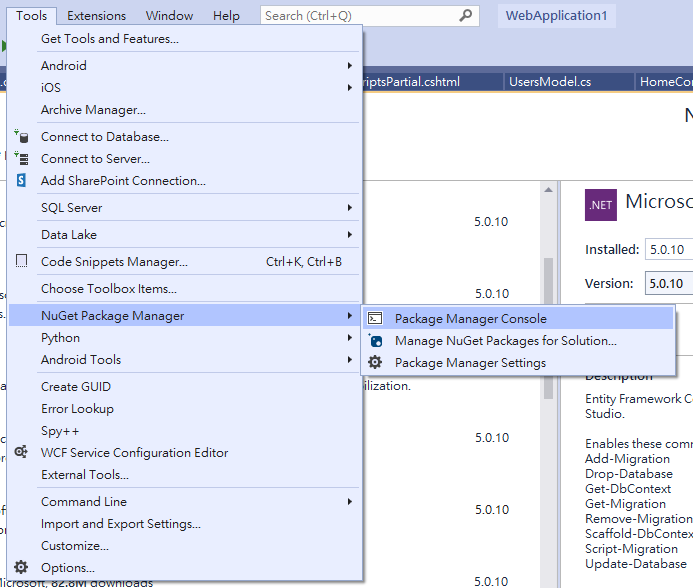 Tools Extensions Window Help Search (Ctrl+Q) WebApplication1
Get Tools and Features...
Android
iOS
Archive Manager...
Connect to Database...
Connect to Server...
Add SharePoint Connection...
SQL Server
Data Lake
Code Snippets Manager... Ctrl+K, Ctrl+B
Choose Toolbox Items...
NuGet Package Manager
Python
Android Tools
Create GUID
Error Lookup
Spy++
WCF Service Configuration Editor
External Tools...
Command Line
Import and Export Settings...
Customize...
Options...
Package Manager Console
Manage NuGet Packages for Solution...
Package Manager Settings
iptsPartial.cshtml UsersModel.cs HomeCon
5.0.10
5.0.10
ilization.
5.0.10
5.0.10
5.0.10
licrosoft, 82.8M downloads
.NET Microso
Installed: 5.0.10
Version: 5.0.10
Description
Entity Framework Co
Studio.
Enables these comm
Add-Migration
Drop-Database
Get-DbContext
Get-Migration
Remove-Migration
Scaffold-DbContext
Script-Migration
Update-Database